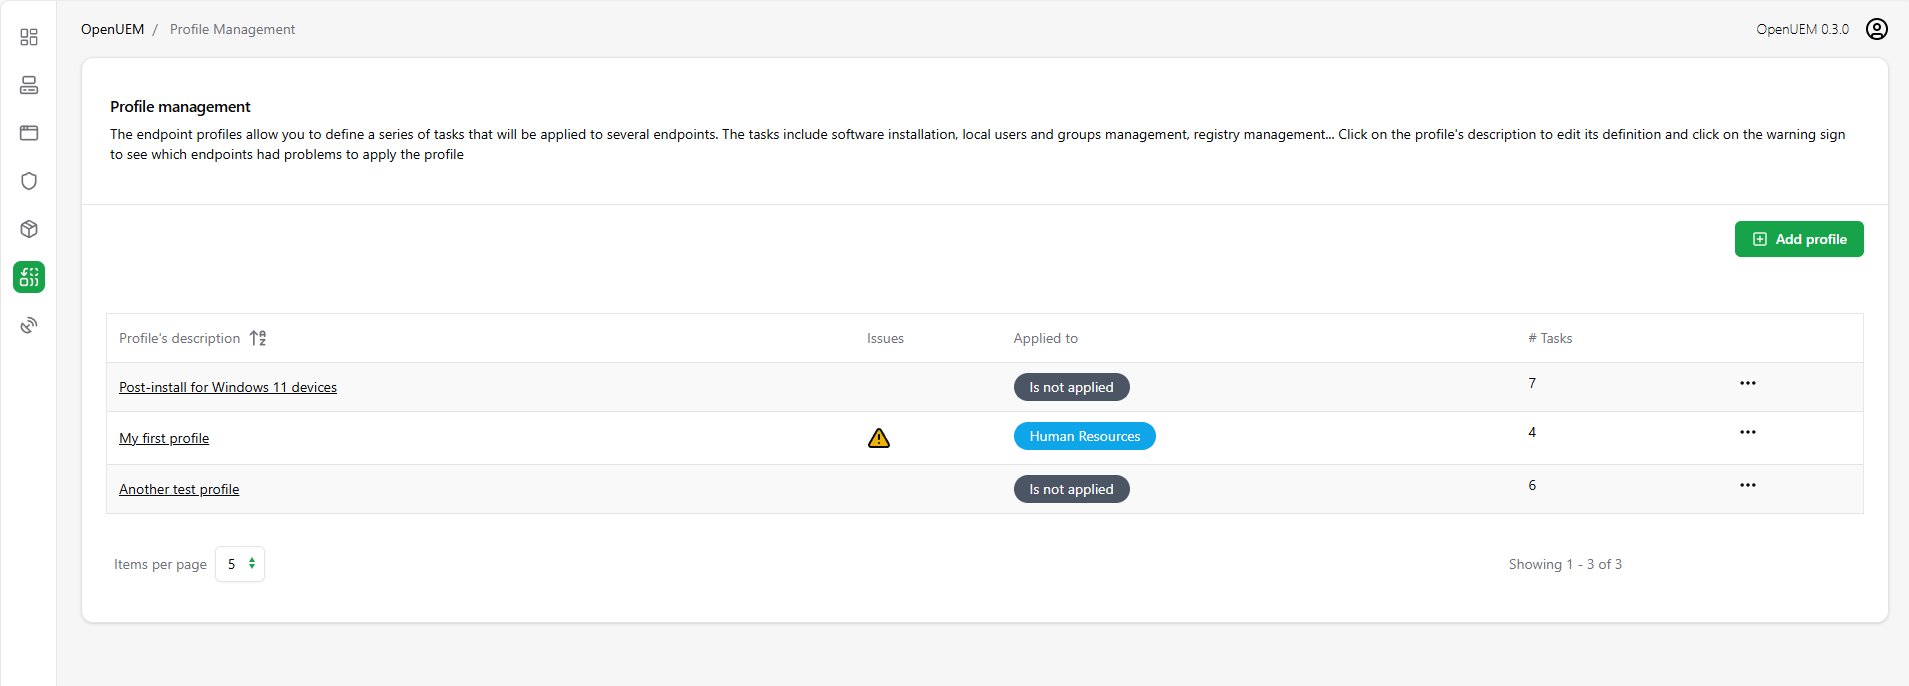 OpenUEM / Profile Management
OpenUEM 0.3.0
Profile management
The endpoint profiles allow you to define a series of tasks that will be applied to several endpoints. The tasks include software installation, local users and groups management, registry management... Click on the profile's description to edit its definition and click on the warning sign
to see which endpoints had problems to apply the profile
Add profile
Profile's description Issues Applied to # Tasks
Post-install for Windows 11 devices Is not applied 7
My first profile Human Resources 4
Another test profile Is not applied 6
Items per page 5 Showing 1 - 3 of 3